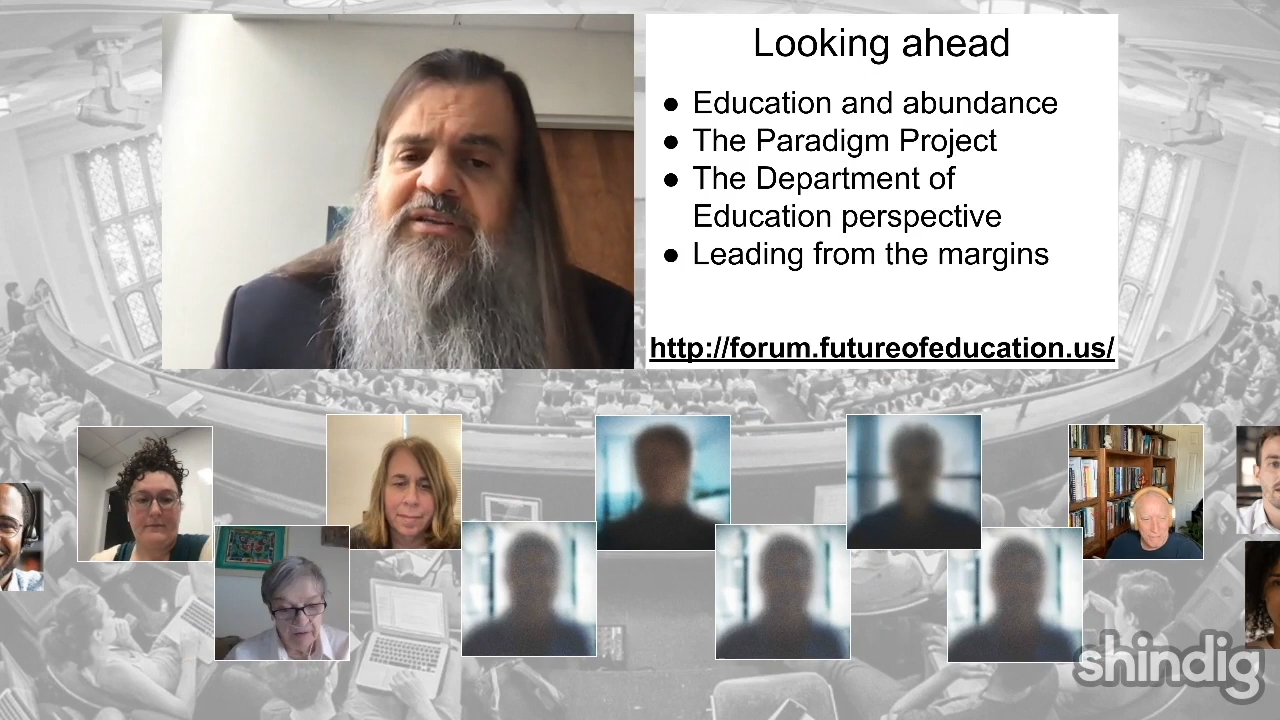 Looking ahead
● Education and abundance
● The Paradigm Project
● The Department of
Education perspective
● Leading from the margins
http://forum.futureofeducation.us/
shindig